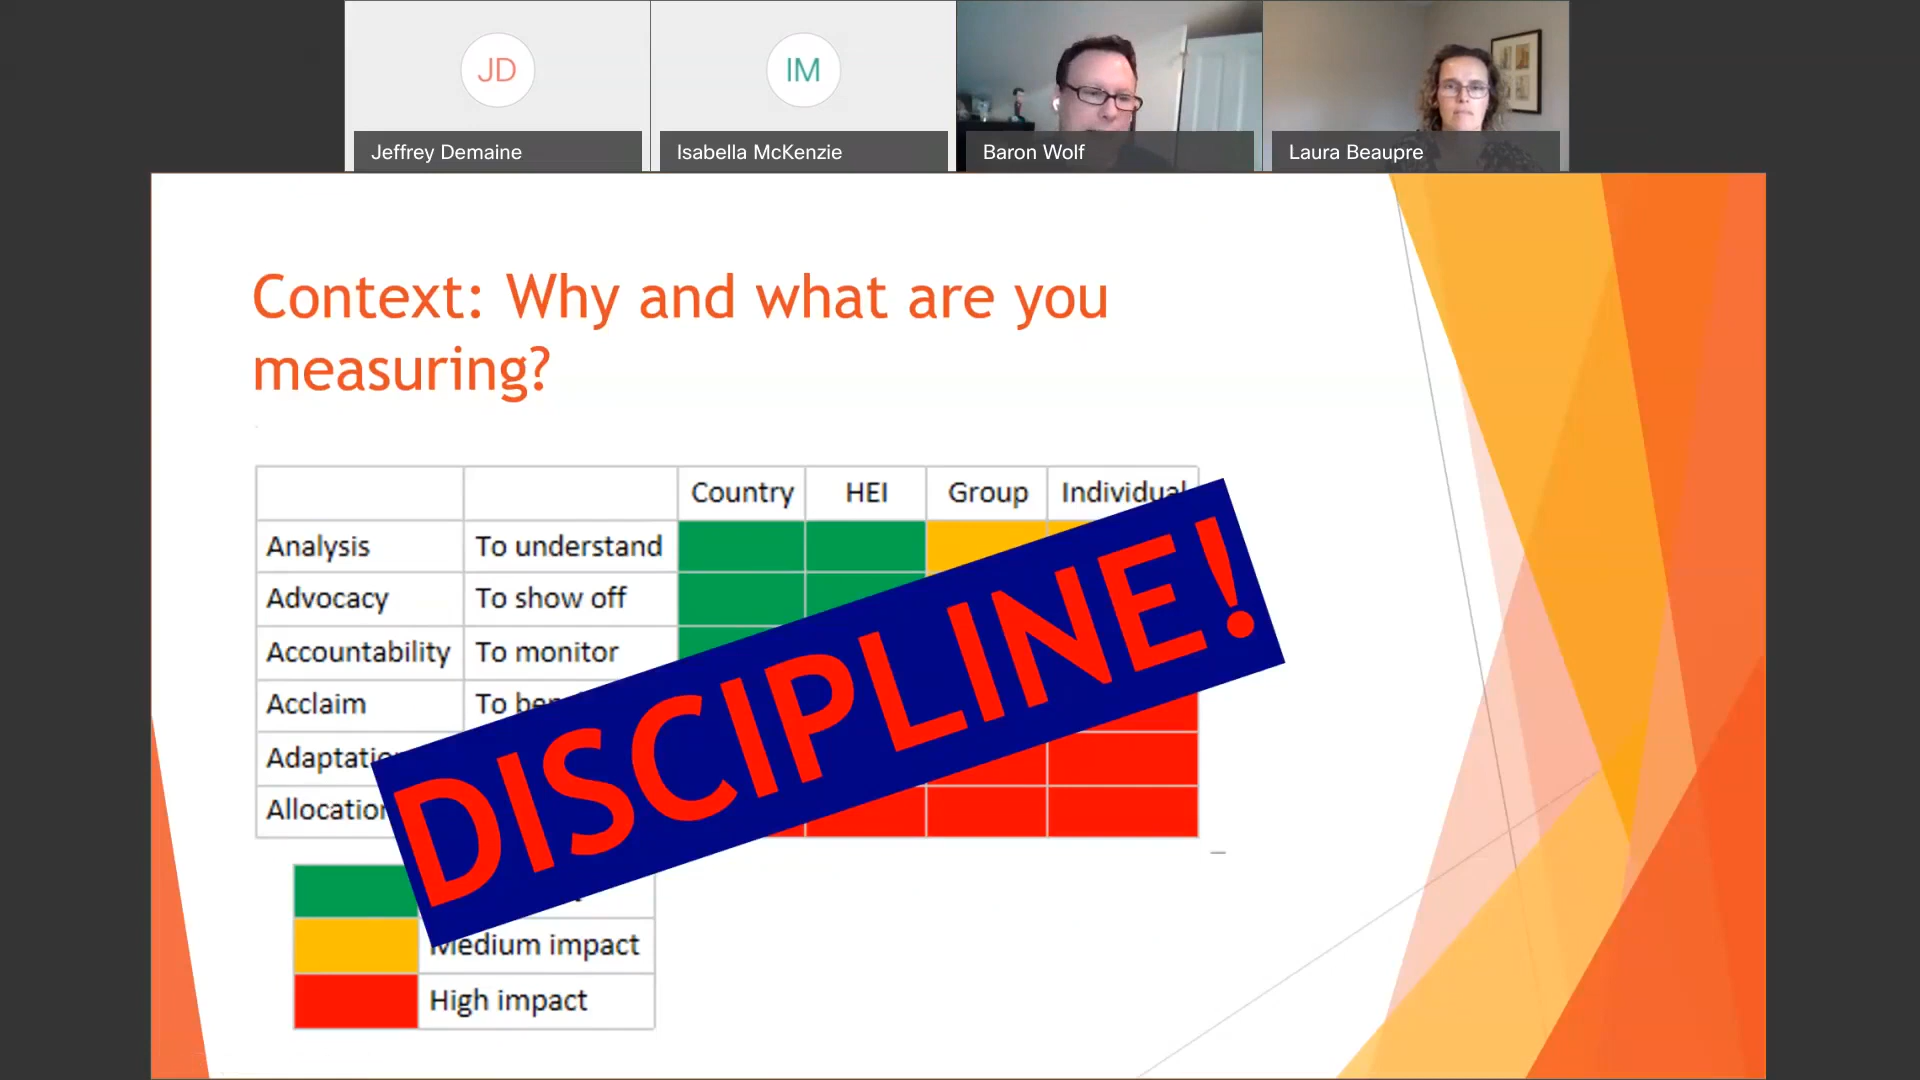 JD
IM
Jeffrey Demaine
Isabella McKenzie
Baron Wolf
Laura Beaupre
Context: Why and what are you
measuring?
Country HEI Group Individual
Analysis To understand
Advocacy To show off
Accountability To monitor
Acclaim To
Adaptation
Allocation
DISCIPLINE!
Medium impact
High impact